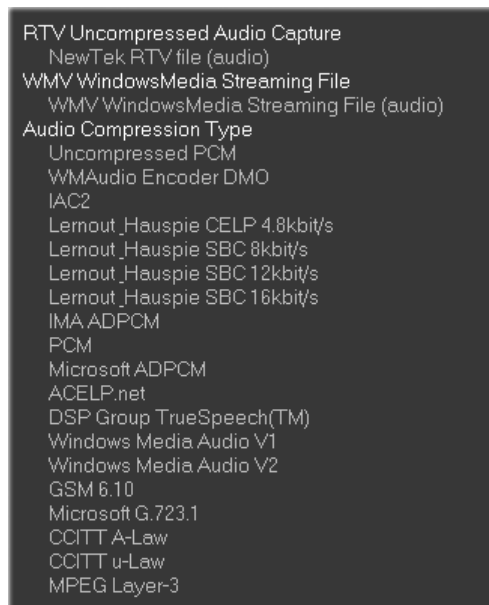 RTV Uncompressed Audio Capture
NewTek RTV file (audio)
WMV WindowsMedia Streaming File
WMV WindowsMedia Streaming File (audio)
Audio Compression Type
Uncompressed PCM
WMAudio Encoder DMO
IAC2
Lernout_Hauspie CELP 4.8kbit/s
Lernout_Hauspie SBC 8kbit/s
Lernout_Hauspie SBC 12kbit/s
Lernout_Hauspie SBC 16kbit/s
IMA ADPCM
PCM
Microsoft ADPCM
ACELP.net
DSP Group TrueSpeech(TM)
Windows Media Audio V1
Windows Media Audio V2
GSM 6.10
Microsoft G.723.1
CCITT A-Law
CCITT u-Law
MPEG Layer-3